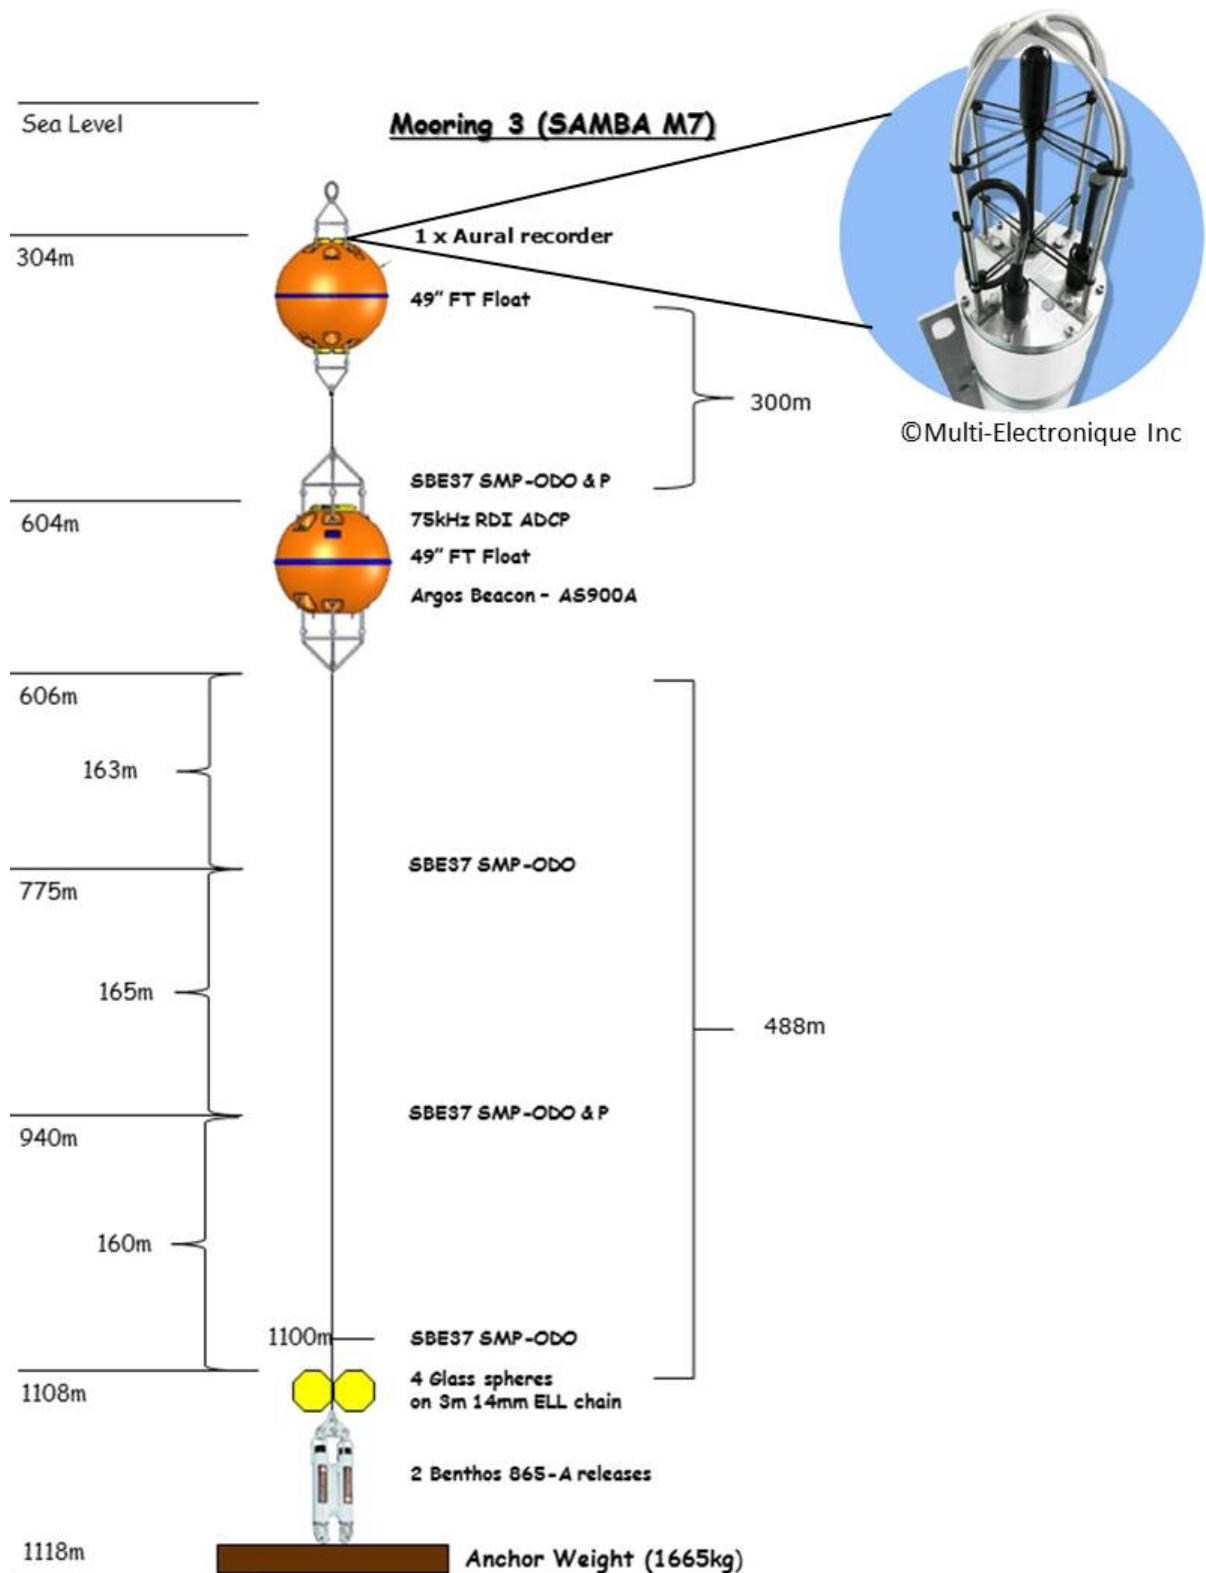 Sea Level
Mooring 3 (SAMBA M7)
1 x Aural recorder
304m
49" FT Float
300m
©Multi-Electronique Inc
SBE37 SMP-ODO & P
604m
75kHz RDI ADCP
49" FT Float
Argos Beacon - AS900A
606m
163m
SBE37 SMP-ODO
775m
165m
488m
SBE37 SMP-ODO & P
940m
160m
1100m
SBE37 SMP-ODO
4 Glass spheres
on 3m 14mm ELL chain
1108m
2 Benthos 865-A releases
1118m
Anchor Weight (1665kg)